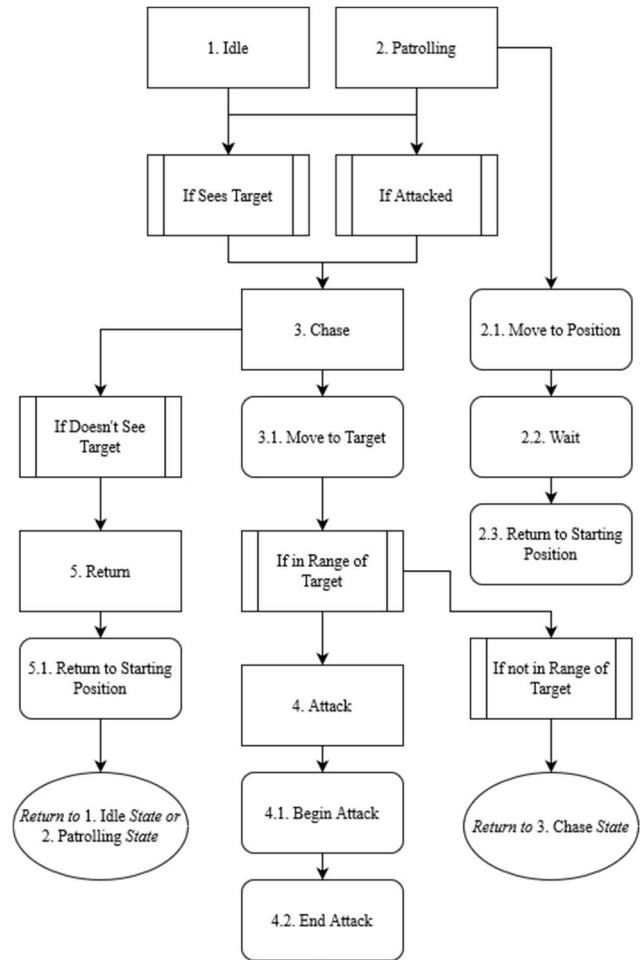 1. Idle
2. Patrolling
If Sees Target
If Attacked
3. Chase
2.1. Move to Position
If Doesn't See
Target
3.1. Move to Target
2.2. Wait
2.3. Return to Starting
Position
5. Return
If in Range of
Target
5.1. Return to Starting
Position
4. Attack
If not in Range of
Target
Return to 1. Idle State or
2. Patrolling State
4.1. Begin Attack
Return to 3. Chase State
4.2. End Attack